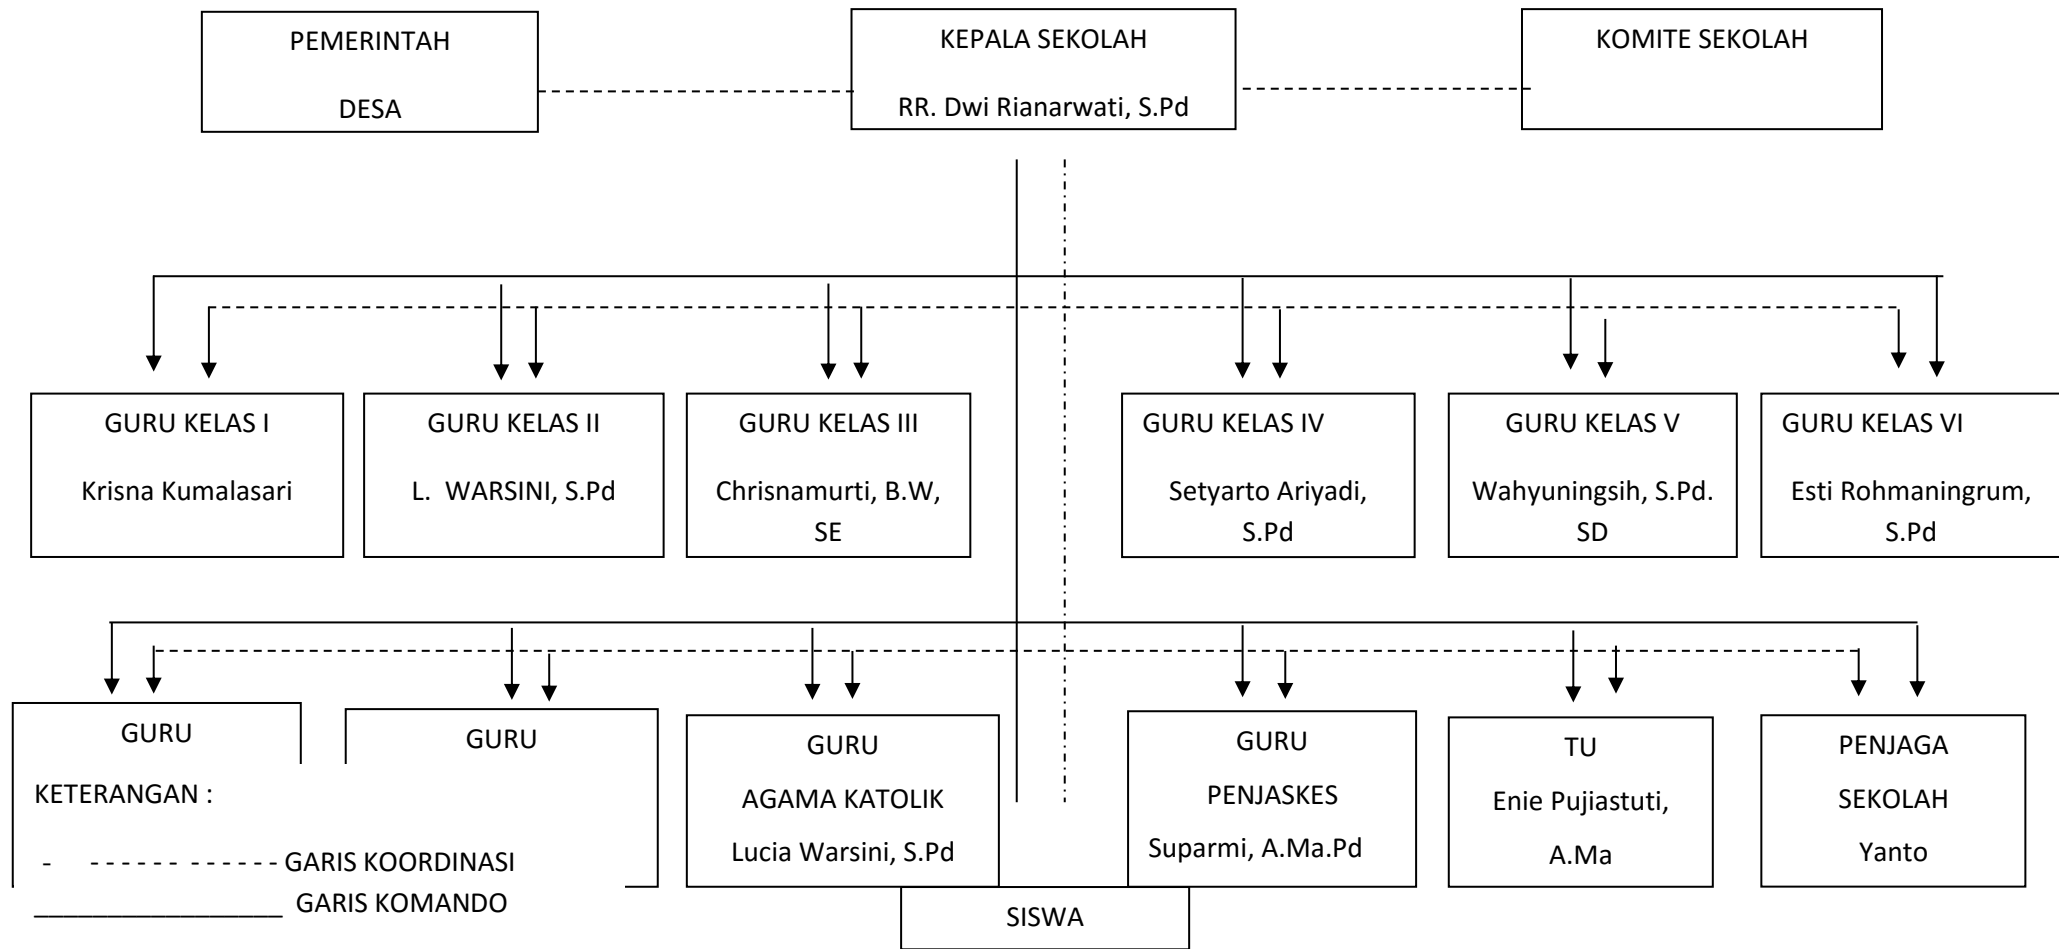 PEMERINTAH
DESA
KEPALA SEKOLAH
RR. Dwi Rianarwati, S.Pd
KOMITE SEKOLAH
GURU KELAS I
Krisna Kumalasari
GURU KELAS II
L. WARSINI, S.Pd
GURU KELAS III
Chrisnamurti, B.W,
SE
GURU KELAS IV
Setyarto Ariyadi,
S.Pd
GURU KELAS V
Wahyuningsih, S.Pd.
SD
GURU KELAS VI
Esti Rohmaningrum,
S.Pd
GURU
GURU
GURU
AGAMA KATOLIK
Lucia Warsini, S.Pd
GURU
PENJASKES
Suparmi, A.Ma.Pd
TU
Enie Pujiastuti,
A.Ma
PENJAGA
SEKOLAH
Yanto
KETERANGAN :
- - - - - - - - - - - - - GARIS KOORDINASI
__________________ GARIS KOMANDO
SISWA